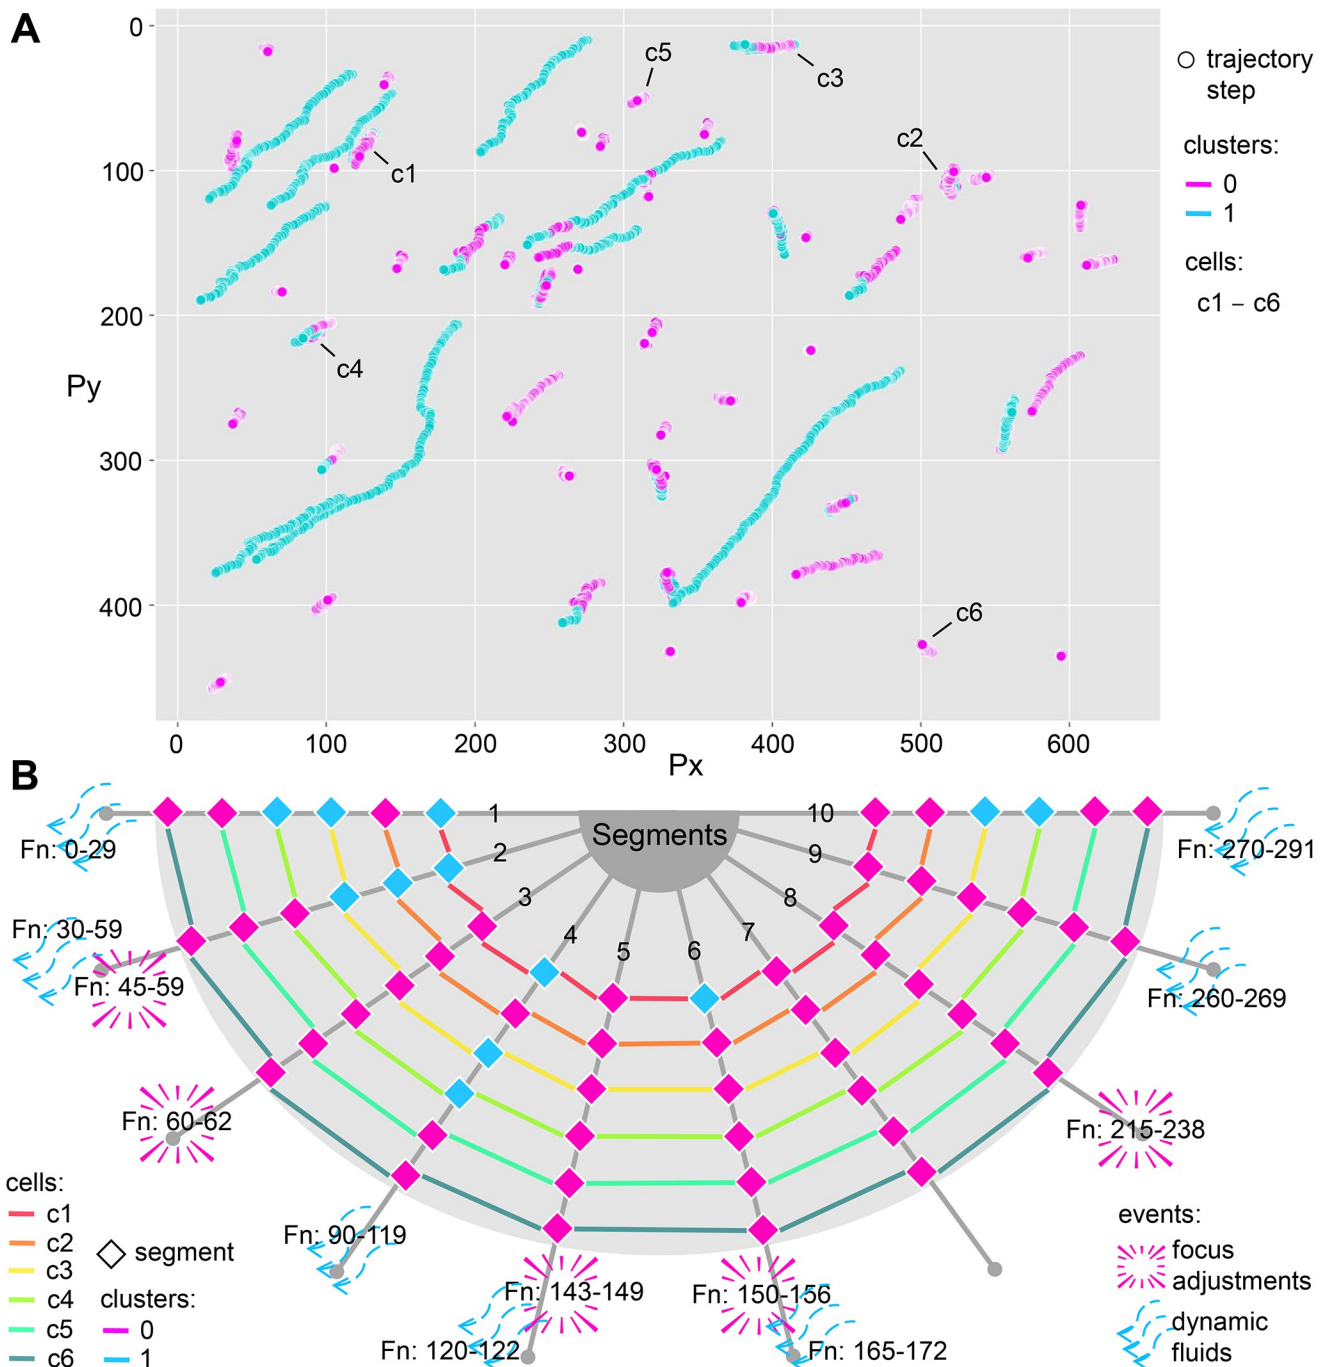 A
0
100
200
300
400
Py
0
100
200
300
400
500
600
Px
c1
c2
c3
c4
c5
c6
trajectory
step
clusters:
0
1
cells:
c1 – c6
B
Segments
1
2
3
4
5
6
7
8
9
10
Fn: 0-29
Fn: 30-59
Fn: 45-59
Fn: 60-62
Fn: 90-119
Fn: 120-122
Fn: 143-149
Fn: 150-156
Fn: 165-172
Fn: 215-238
Fn: 260-269
Fn: 270-291
cells:
c1
c2
c3
c4
c5
c6
segment
clusters:
0
1
events:
focus
adjustments
dynamic
fluids